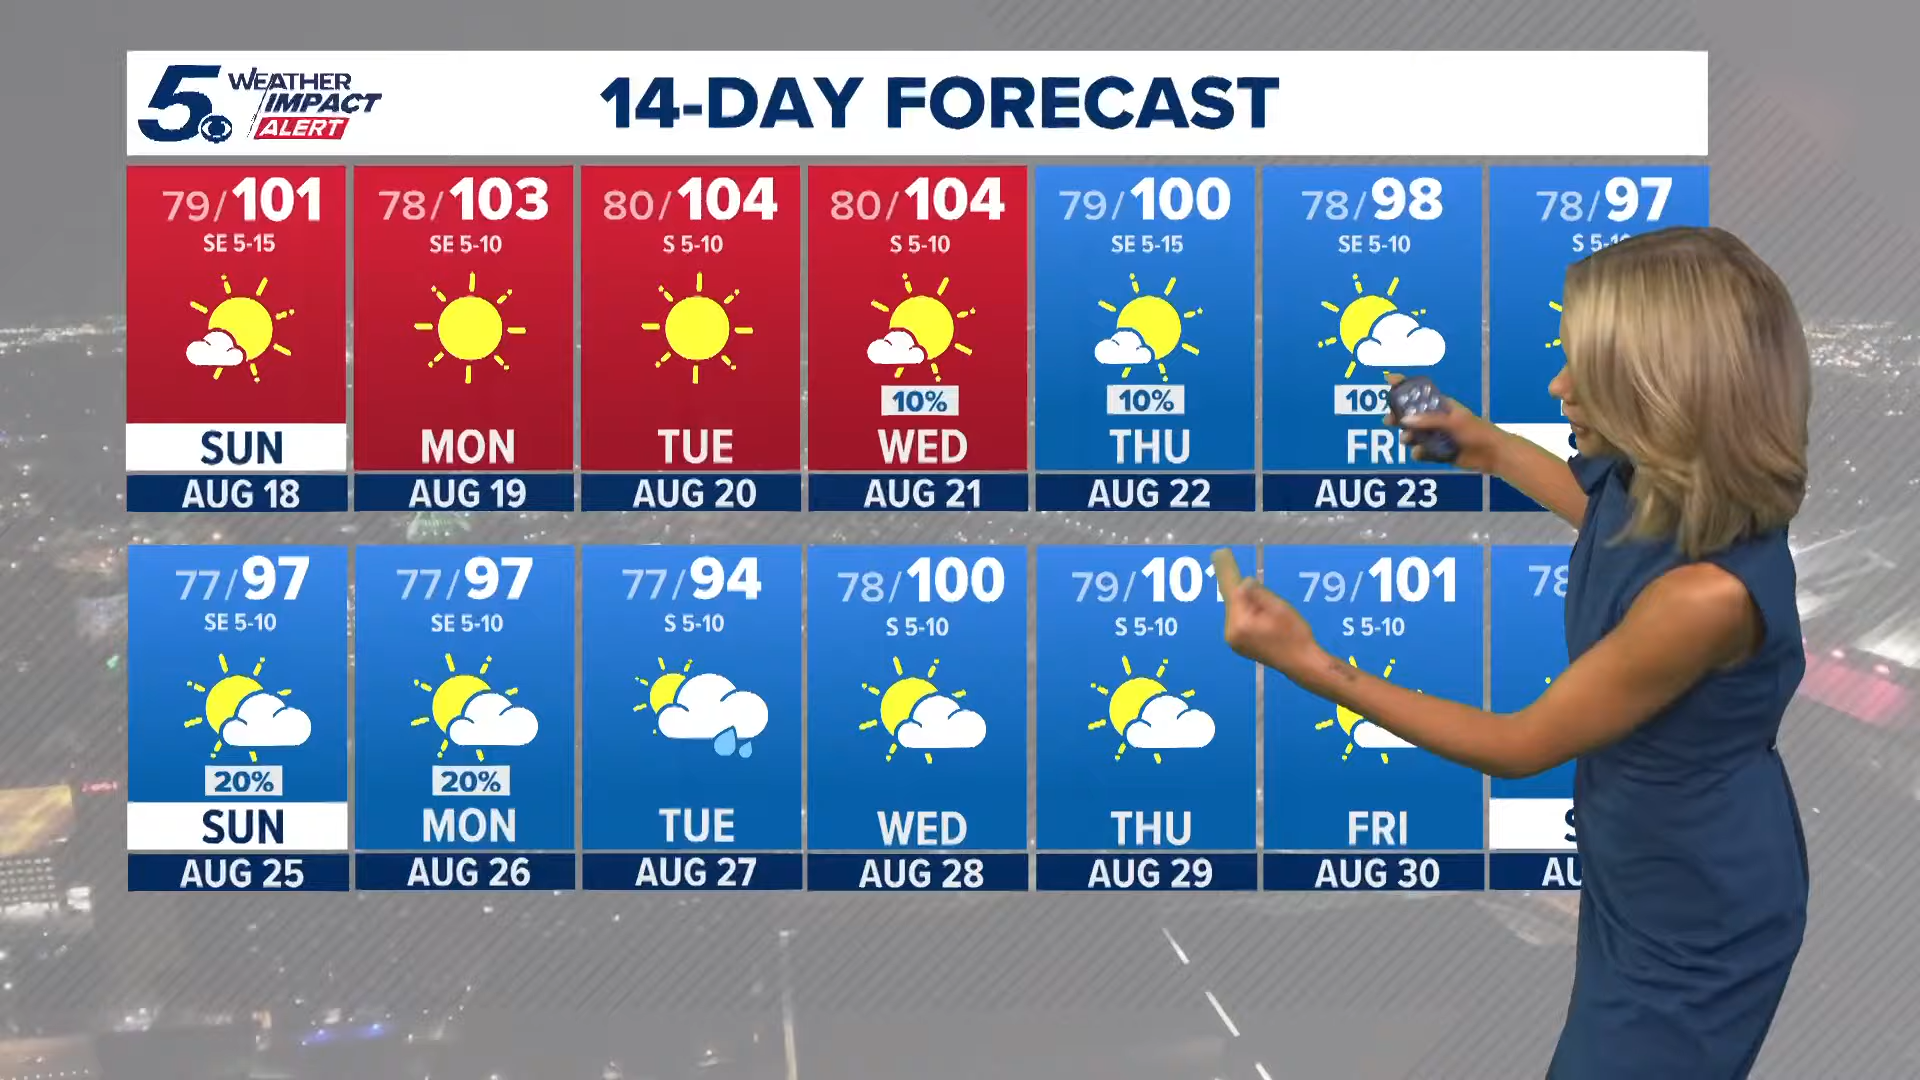 5 WEATHER
IMPACT
ALERT
14-DAY FORECAST
79/101
SE 5-15
SUN
AUG 18
78/103
SE 5-10
MON
AUG 19
80/104
S 5-10
TUE
AUG 20
80/104
S 5-10
10%
WED
AUG 21
79/100
SE 5-15
10%
THU
AUG 22
78/98
SE 5-10
10%
FRI
AUG 23
78/97
77/97
SE 5-10
20%
SUN
AUG 25
77/97
SE 5-10
20%
MON
AUG 26
77/94
S 5-10
TUE
AUG 27
78/100
S 5-10
WED
AUG 28
79/101
S 5-10
THU
AUG 29
79/101
S 5-10
FRI
AUG 30